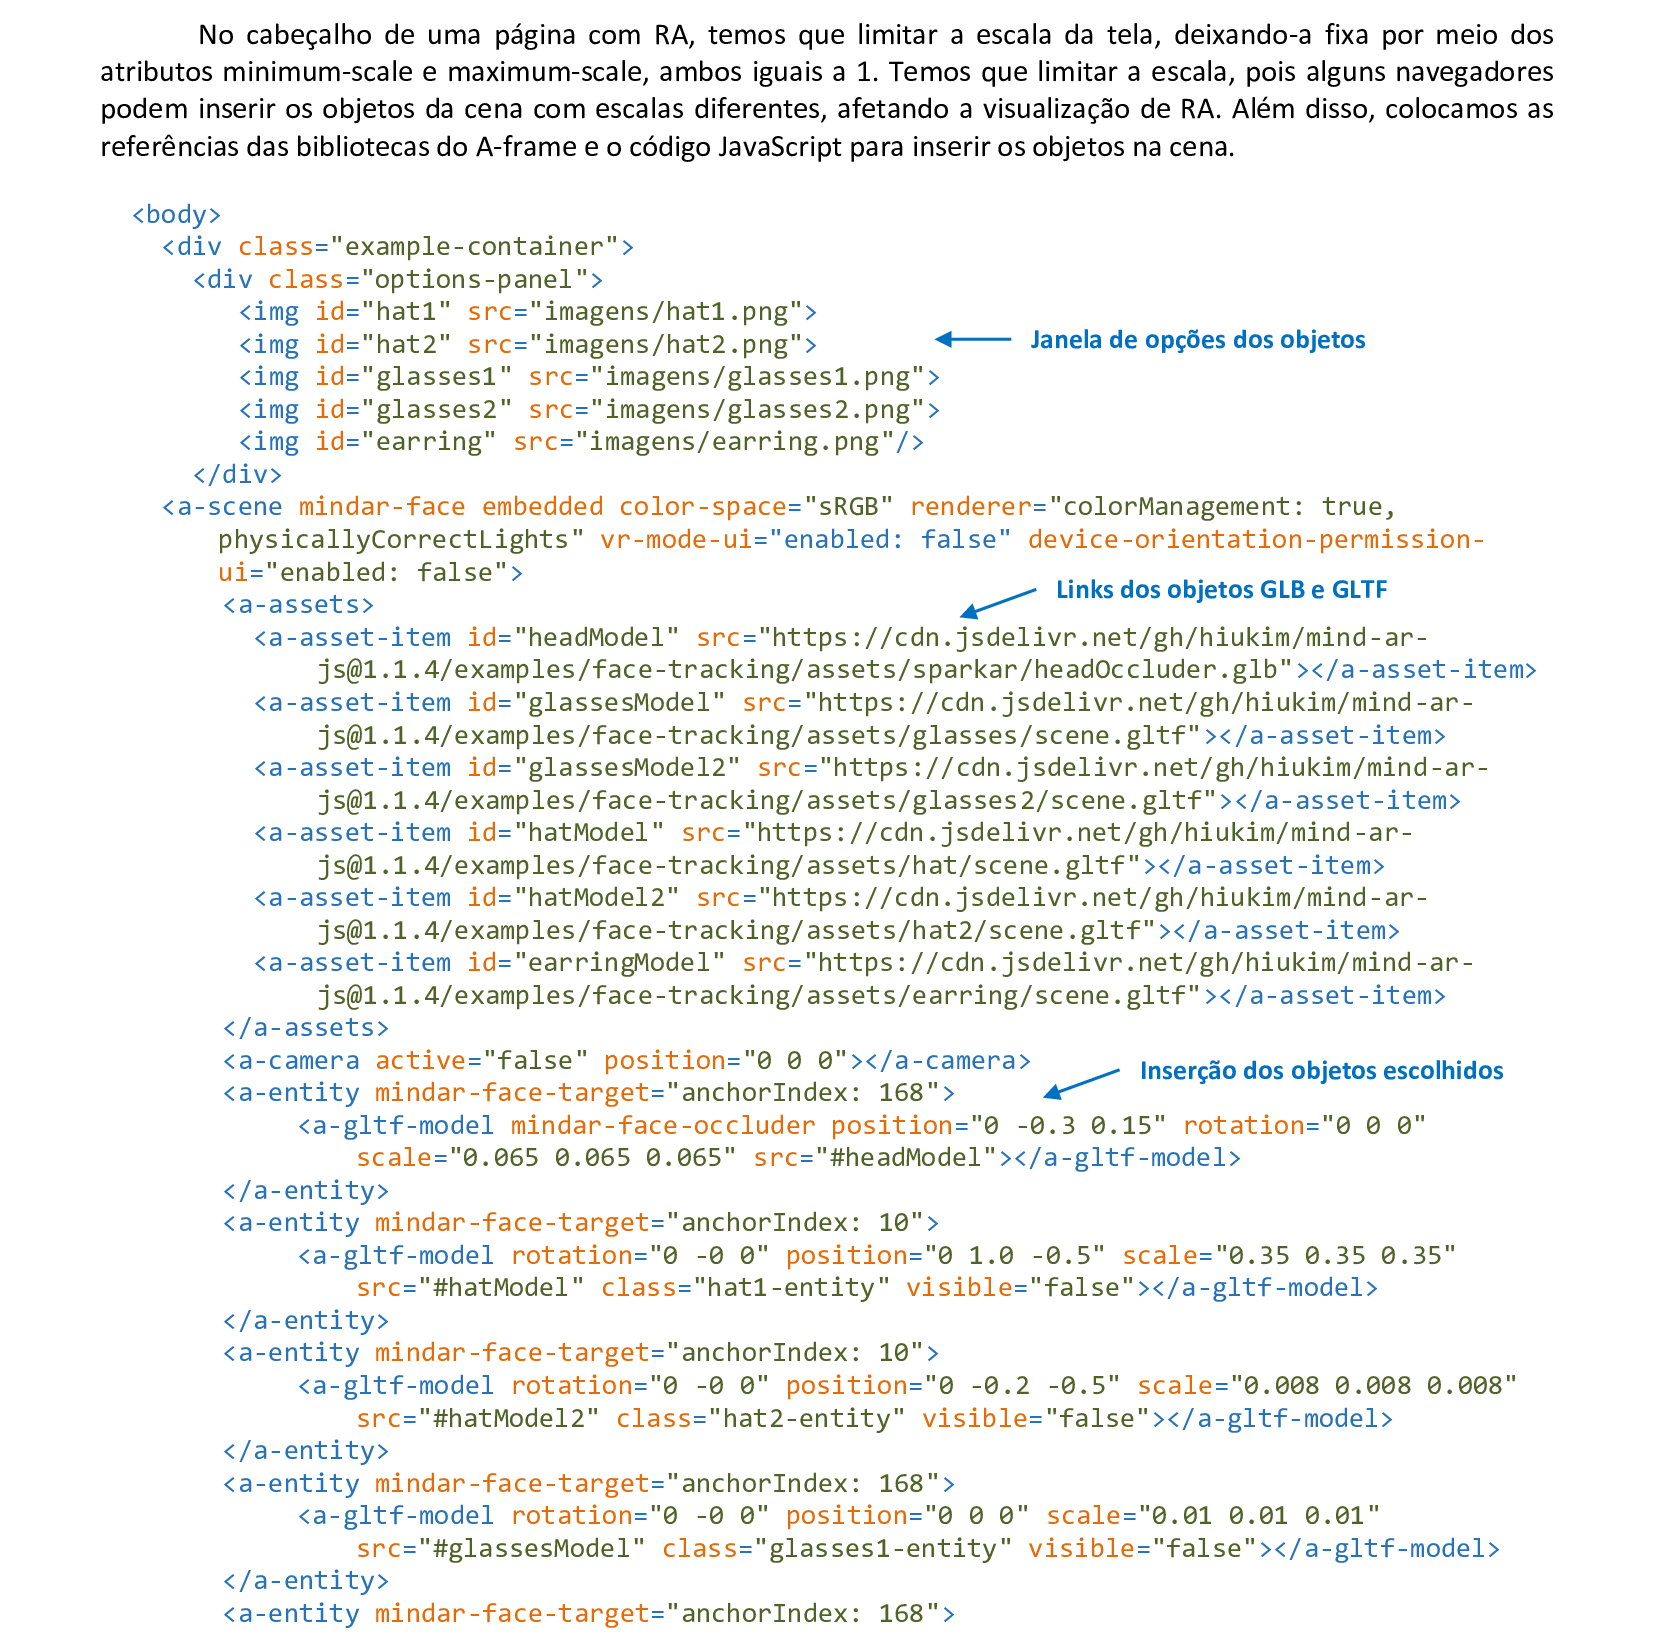 No cabeçalho de uma página com RA, temos que limitar a escala da tela, deixando-a fixa por meio dos
atributos minimum-scale e maximum-scale, ambos iguais a 1. Temos que limitar a escala, pois alguns navegadores
podem inserir os objetos da cena com escalas diferentes, afetando a visualização de RA. Além disso, colocamos as
referências das bibliotecas do A-frame e o código JavaScript para inserir os objetos na cena.
<body>
<div class="example-container">
<div class="options-panel">
<img id="hat1" src="imagens/hat1.png">
<img id="hat2" src="imagens/hat2.png">
Janela de opções dos objetos
<img id="glasses1" src="imagens/glasses1.png">
<img id="glasses2" src="imagens/glasses2.png">
<img id="earring" src="imagens/earring.png"/>
</div>
<a-scene mindar-face embedded color-space="sRGB" renderer="colorManagement: true,
physicallyCorrectLights" vr-mode-ui="enabled: false" device-orientation-permission-
ui="enabled: false">
Links dos objetos GLB e GLTF
<a-assets>
<a-asset-item id="headModel" src="https://cdn.jsdelivr.net/gh/hiukim/mind-ar-
js@1.1.4/examples/face-tracking/assets/sparkar/headOccluder.glb"></a-asset-item>
<a-asset-item id="glassesModel" src="https://cdn.jsdelivr.net/gh/hiukim/mind-ar-
js@1.1.4/examples/face-tracking/assets/glasses/scene.gltf"></a-asset-item>
<a-asset-item id="glassesModel2" src="https://cdn.jsdelivr.net/gh/hiukim/mind-ar-
js@1.1.4/examples/face-tracking/assets/glasses2/scene.gltf"></a-asset-item>
<a-asset-item id="hatModel" src="https://cdn.jsdelivr.net/gh/hiukim/mind-ar-
js@1.1.4/examples/face-tracking/assets/hat/scene.gltf"></a-asset-item>
<a-asset-item id="hatModel2" src="https://cdn.jsdelivr.net/gh/hiukim/mind-ar-
js@1.1.4/examples/face-tracking/assets/hat2/scene.gltf"></a-asset-item>
<a-asset-item id="earringModel" src="https://cdn.jsdelivr.net/gh/hiukim/mind-ar-
js@1.1.4/examples/face-tracking/assets/earring/scene.gltf"></a-asset-item>
</a-assets>
<a-camera active="false" position="0 0 0"></a-camera>
Inserção dos objetos escolhidos
<a-entity mindar-face-target="anchorIndex: 168">
<a-gltf-model mindar-face-occluder position="0 -0.3 0.15" rotation="0 0 0"
scale="0.065 0.065 0.065" src="#headModel"></a-gltf-model>
</a-entity>
<a-entity mindar-face-target="anchorIndex: 10">
<a-gltf-model rotation="0 -0 0" position="0 1.0 -0.5" scale="0.35 0.35 0.35"
src="#hatModel" class="hat1-entity" visible="false"></a-gltf-model>
</a-entity>
<a-entity mindar-face-target="anchorIndex: 10">
<a-gltf-model rotation="0 -0 0" position="0 -0.2 -0.5" scale="0.008 0.008 0.008"
src="#hatModel2" class="hat2-entity" visible="false"></a-gltf-model>
</a-entity>
<a-entity mindar-face-target="anchorIndex: 168">
<a-gltf-model rotation="0 -0 0" position="0 0 0" scale="0.01 0.01 0.01"
src="#glassesModel" class="glasses1-entity" visible="false"></a-gltf-model>
</a-entity>
<a-entity mindar-face-target="anchorIndex: 168">